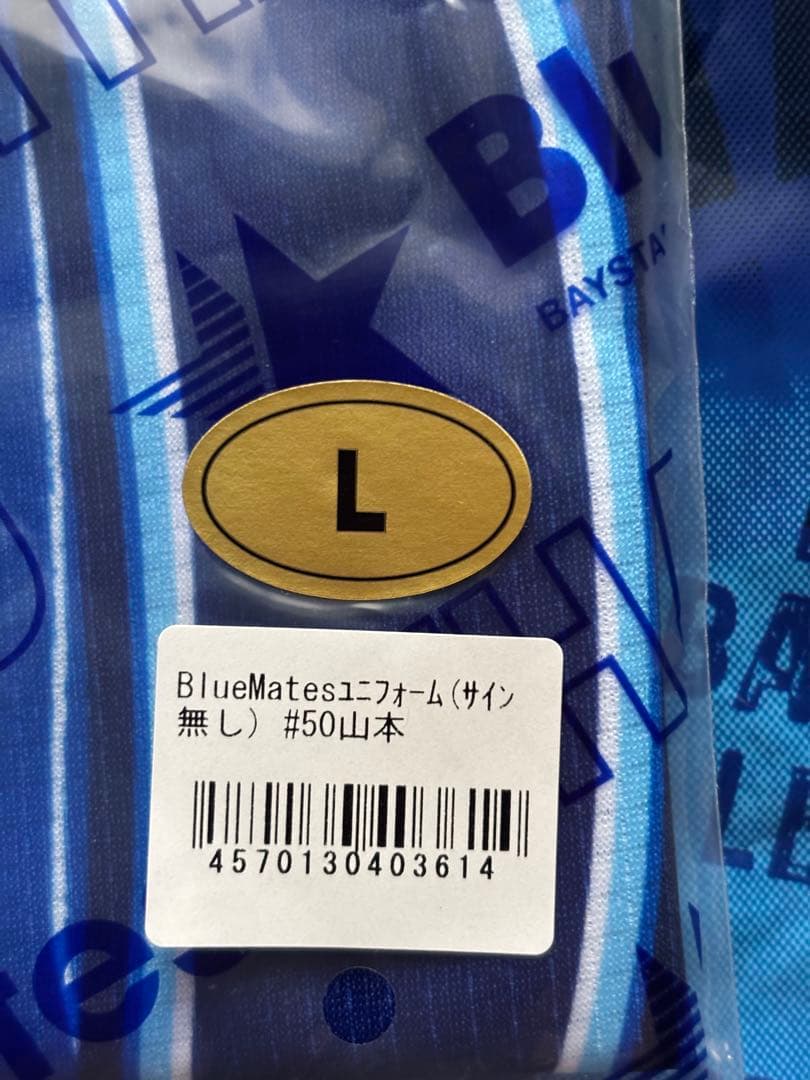 BAYSTA
L
BlueMatesﾕﾆﾌｫｰﾑ(ｻｲﾝ
無し) #50山本
4570130403614